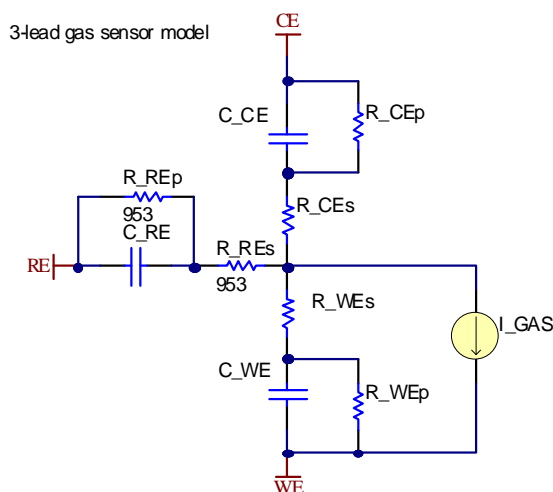 3-lead gas sensor model
CE
C_CE
R_CEp
R_REp
953
C_RE
R_CEs
R_REs
953
RE
R_WEs
I_GAS
C_WE
R_WEp
WE